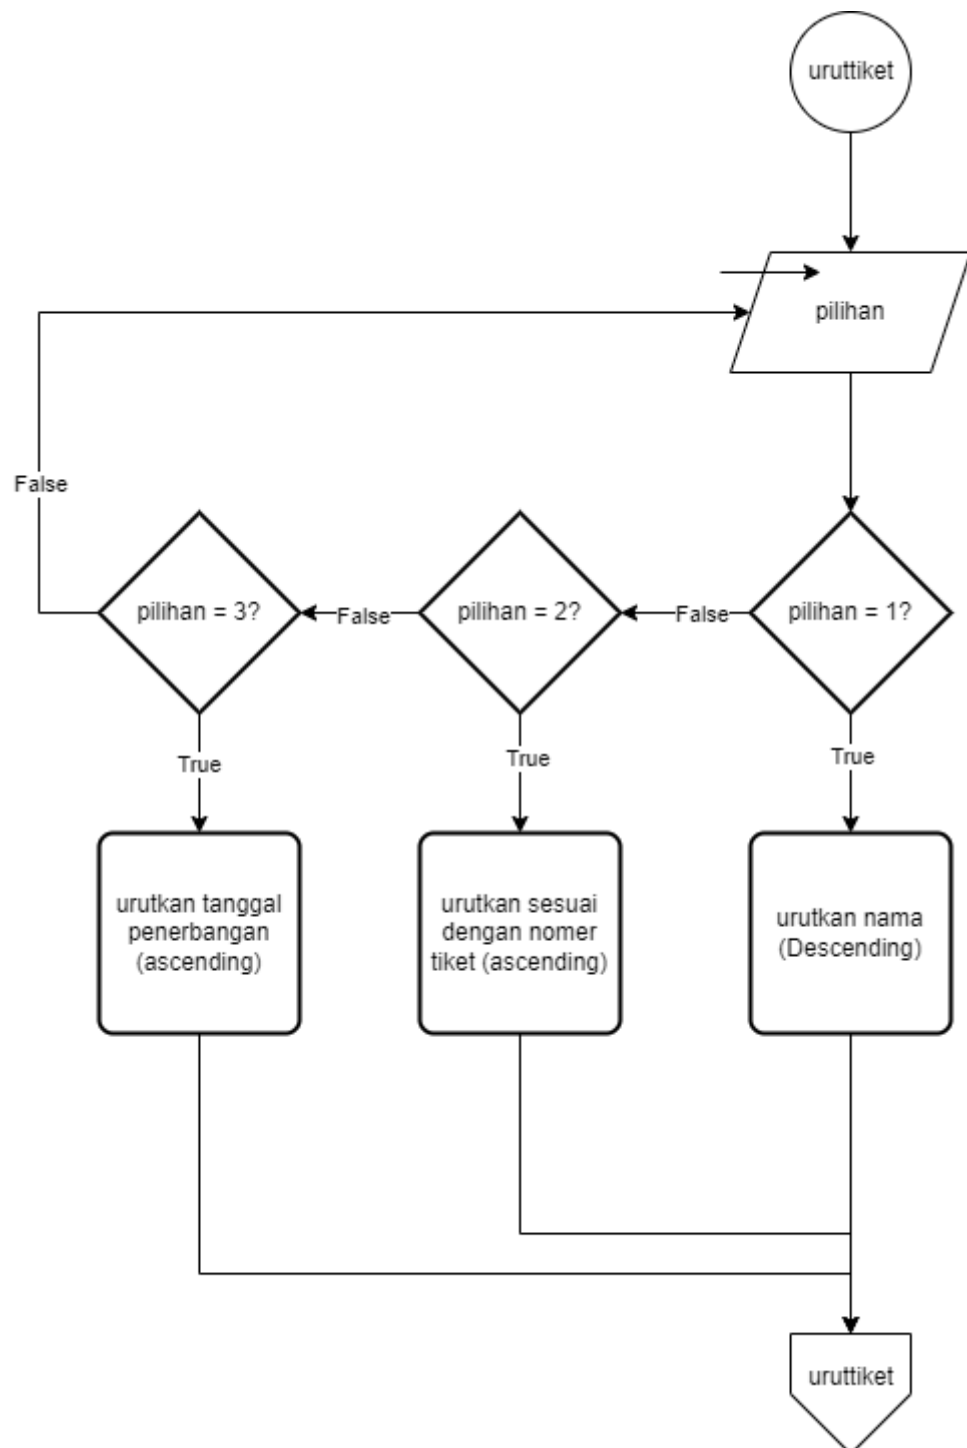 uruttiket
pilihan
False
pilihan = 3?
False
pilihan = 2?
False
pilihan = 1?
True
True
True
urutkan tanggal
penerbangan
(ascending)
urutkan sesuai
dengan nomer
tiket (ascending)
urutkan nama
(Descending)
uruttiket